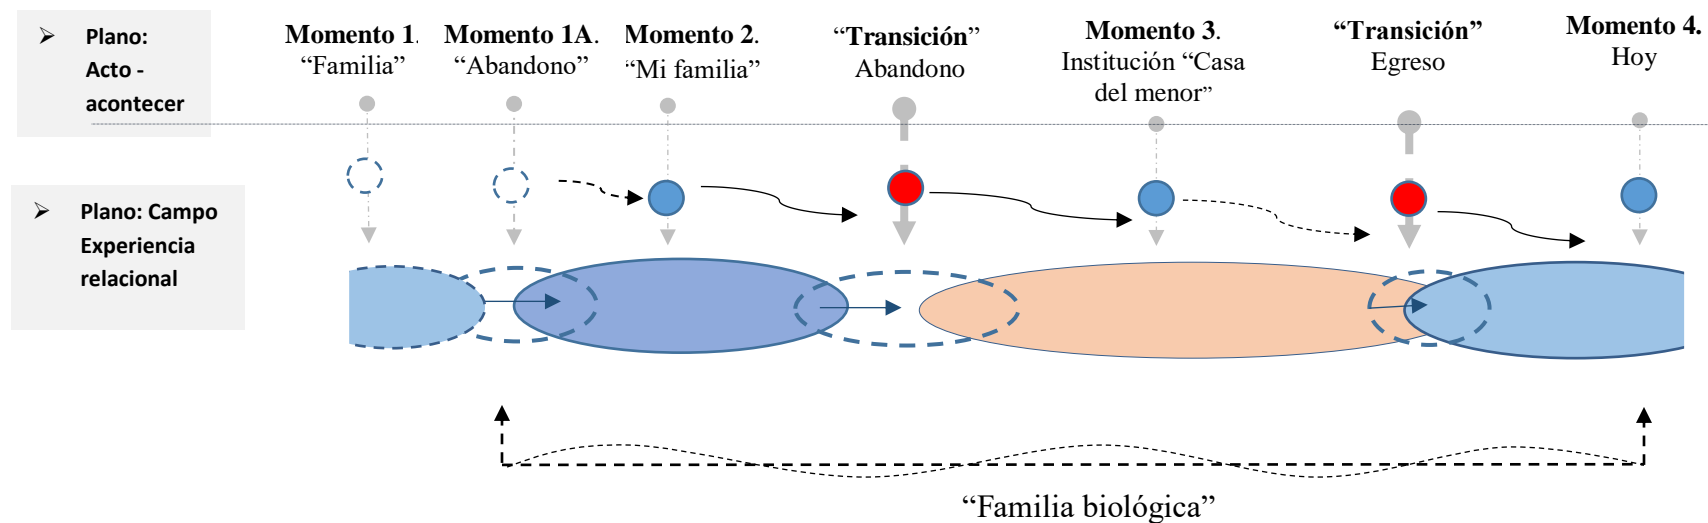 ➢ Plano:
Acto -
acontecer
Momento 1.
“Familia”
Momento 1A.
“Abandono”
Momento 2.
“Mi familia”
“Transición”
Abandono
Momento 3.
Institución “Casa
del menor”
“Transición”
Egreso
Momento 4.
Hoy
➢ Plano: Campo
Experiencia
relacional
“Familia biológica”